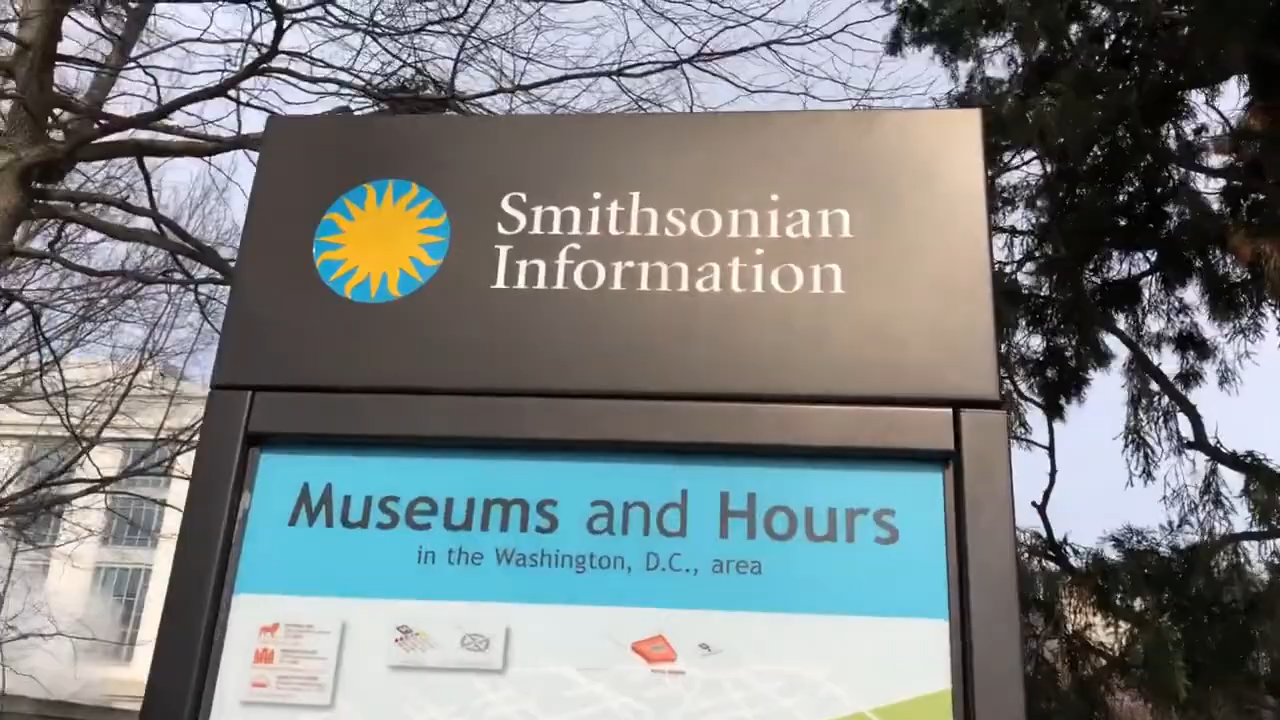 Smithsonian
Information
Museums and Hours
in the Washington, D.C., area